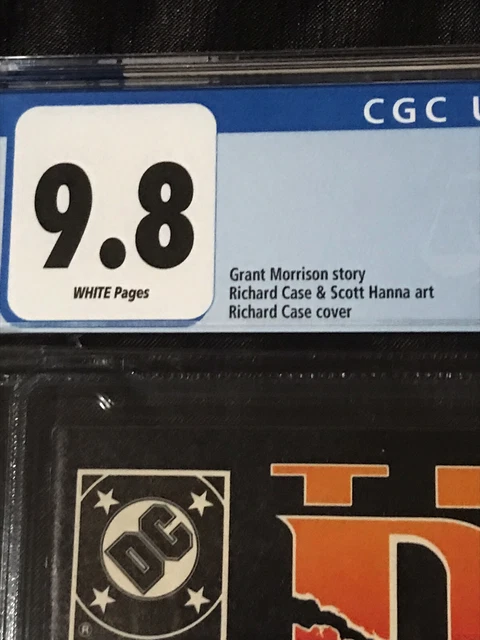 CGC U
9.8
WHITE Pages
Grant Morrison story
Richard Case & Scott Hanna art
Richard Case cover
DC
®
D